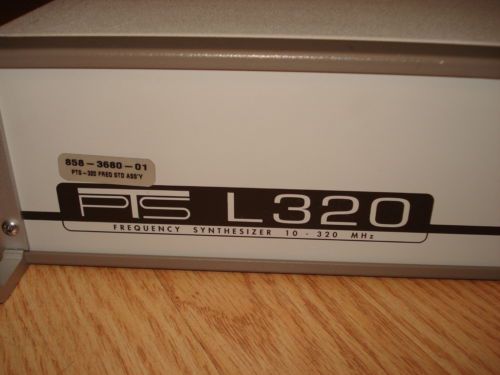 858-3680-01
PTS-320 FREQ STD ASS'Y
PTS L320
FREQUENCY SYNTHESIZER 10 - 320 MHz